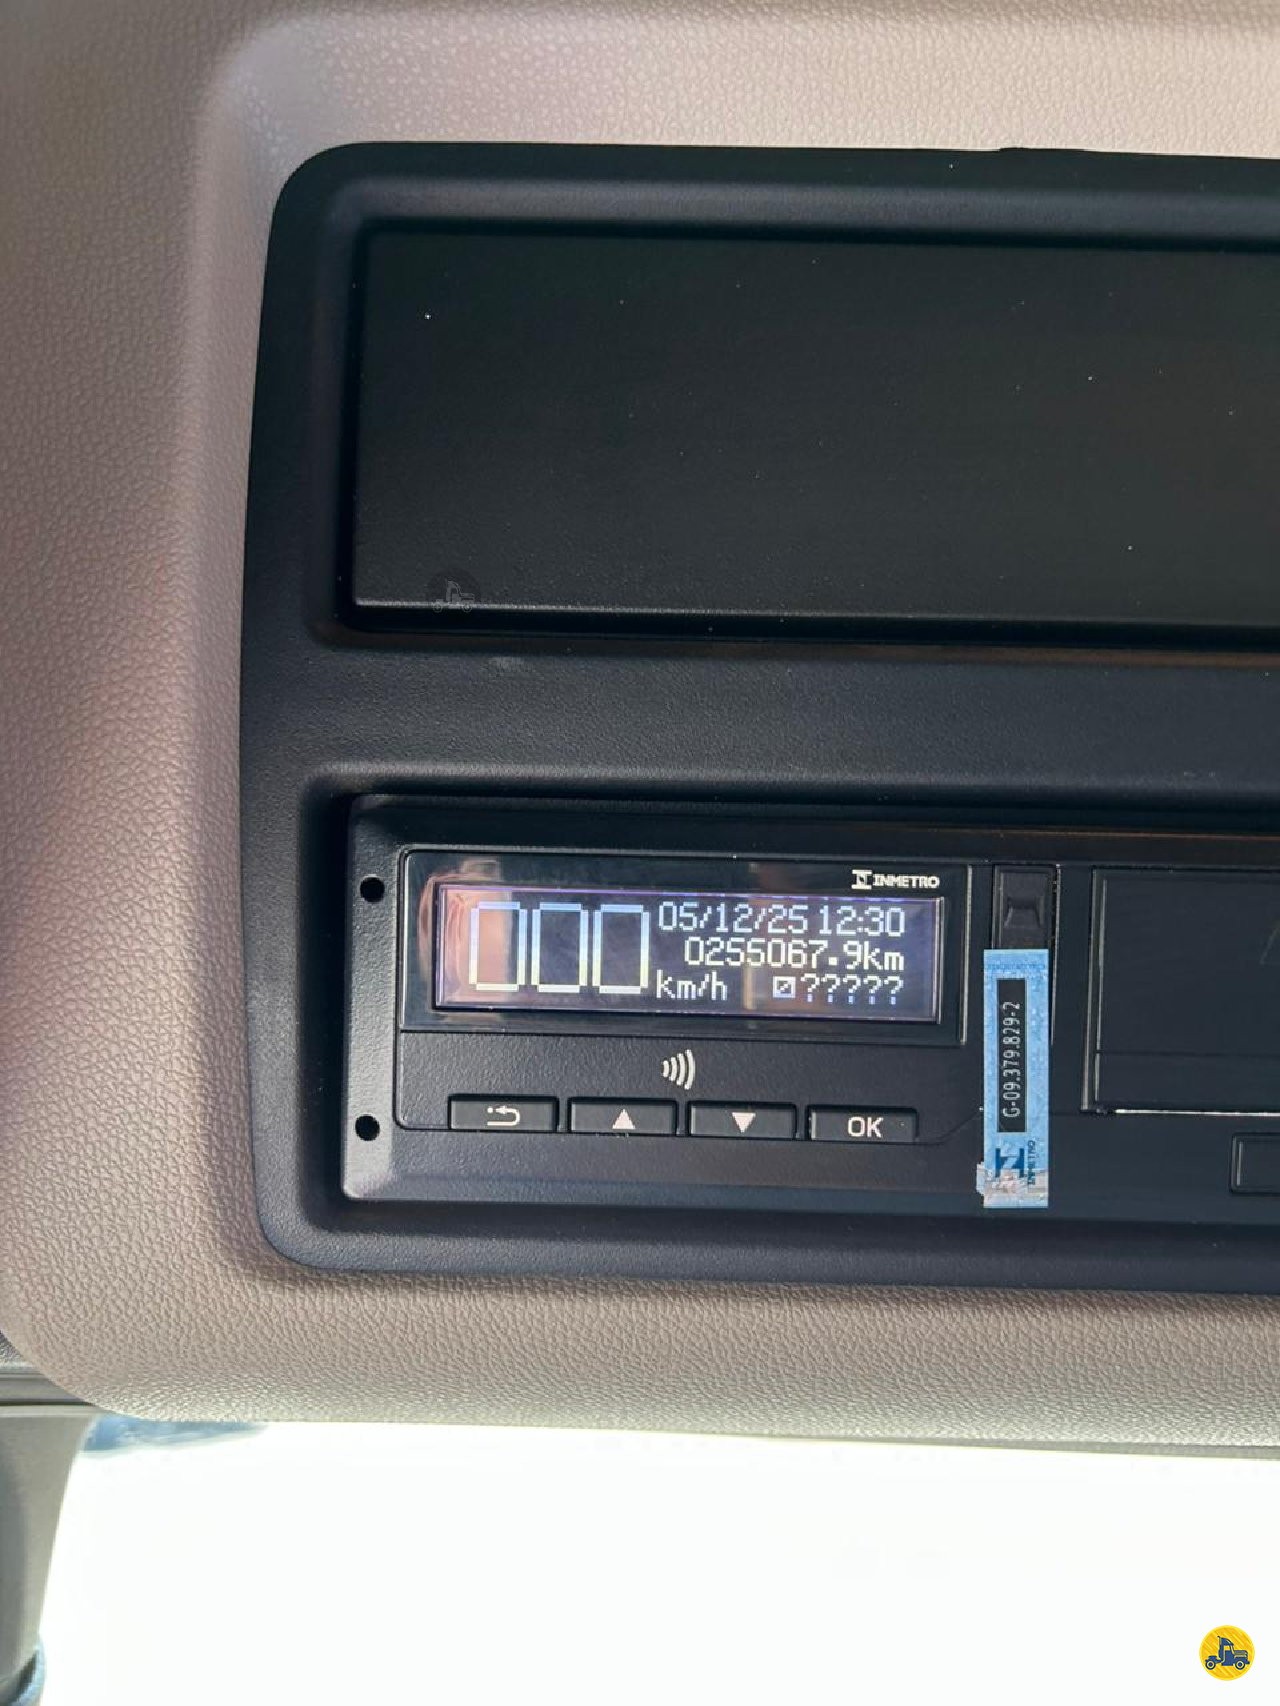 INMETRO
000
05/12/25 12:30
0255067.9km
km/h ?????
OK
G-09.379.829-2
INMETRO